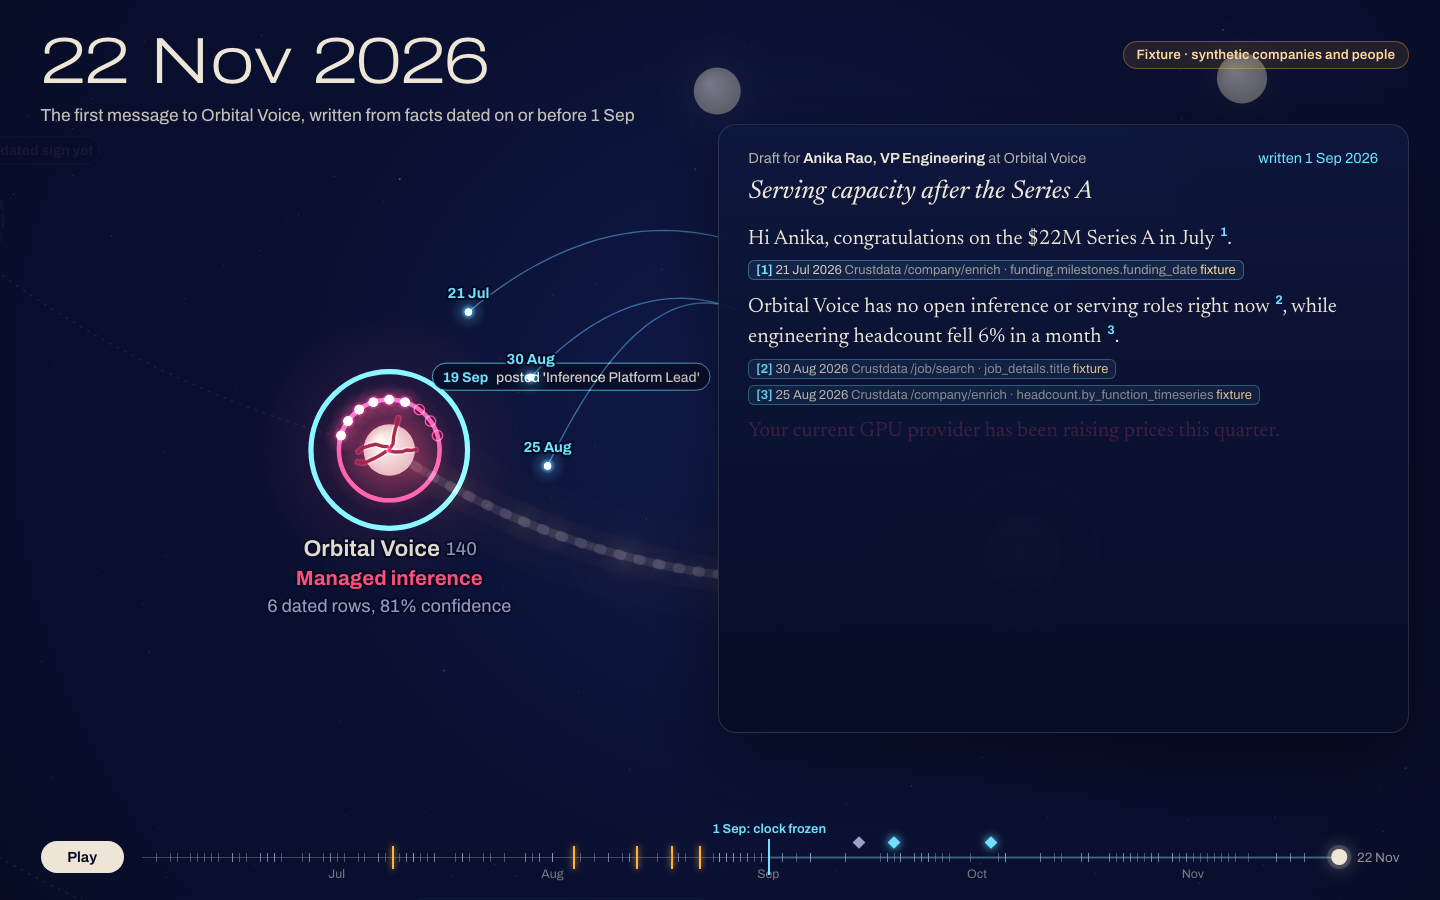 22 Nov 2026
The first message to Orbital Voice, written from facts dated on or before 1 Sep
Fixture · synthetic companies and people
dated sign yet
Draft for Anika Rao, VP Engineering at Orbital Voice
written 1 Sep 2026
Serving capacity after the Series A
Hi Anika, congratulations on the $22M Series A in July 1.
[1] 21 Jul 2026 Crustdata /company/enrich · funding.milestones.funding_date fixture
Orbital Voice has no open inference or serving roles right now 2, while
engineering headcount fell 6% in a month 3.
[2] 30 Aug 2026 Crustdata /job/search · job_details.title fixture
[3] 25 Aug 2026 Crustdata /company/enrich · headcount.by_function_timeseries fixture
Your current GPU provider has been raising prices this quarter.
21 Jul
30 Aug
19 Sep posted 'Inference Platform Lead'
25 Aug
Orbital Voice 140
Managed inference
6 dated rows, 81% confidence
1 Sep: clock frozen
Play
22 Nov
Jul
Aug
Sep
Oct
Nov